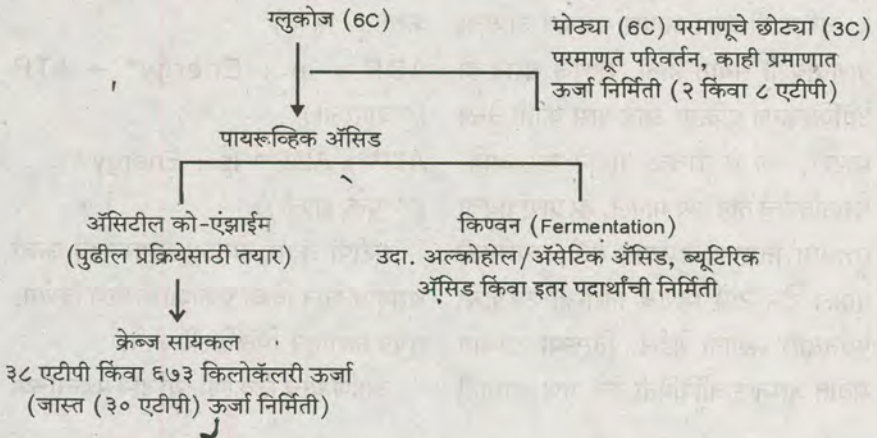 ग्लुकोज (6C)
मोठ्या (6C) परमाणूचे छोट्या (3C)
परमाणूत परिवर्तन, काही प्रमाणात
ऊर्जा निर्मिती (२ किंवा ८ एटीपी)
पायरूव्हिक ॲसिड
ॲसिटील को-एंझाईम
(पुढील प्रक्रियेसाठी तयार)
किण्वन (Fermentation)
उदा. अल्कोहोल/ॲसेटिक ॲसिड, ब्यूटिरिक
ॲसिड किंवा इतर पदार्थांची निर्मिती
क्रेब्ज सायकल
३८ एटीपी किंवा ६७३ किलोकॅलरी ऊर्जा
(जास्त (३० एटीपी) ऊर्जा निर्मिती)